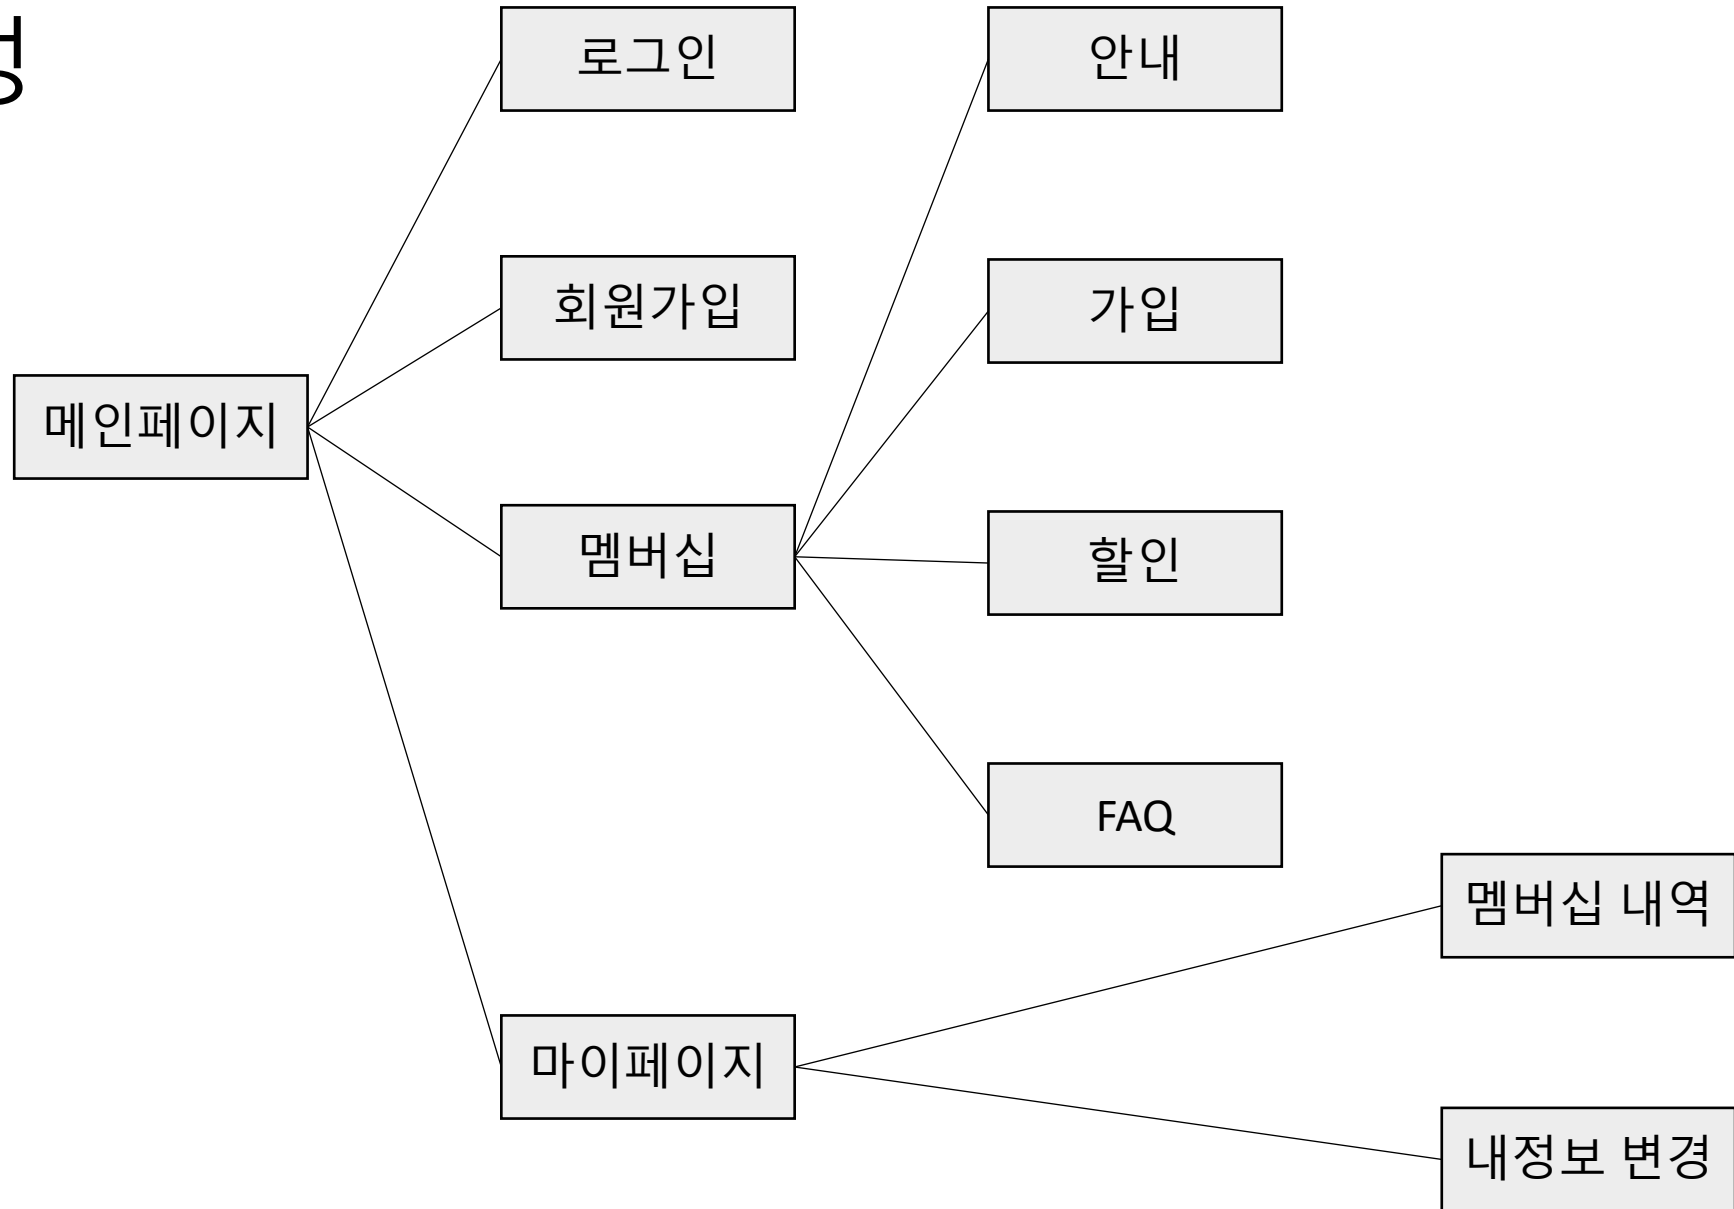 로그인
안내
회원가입
가입
메인페이지
멤버십
할인
FAQ
멤버십 내역
마이페이지
내정보 변경